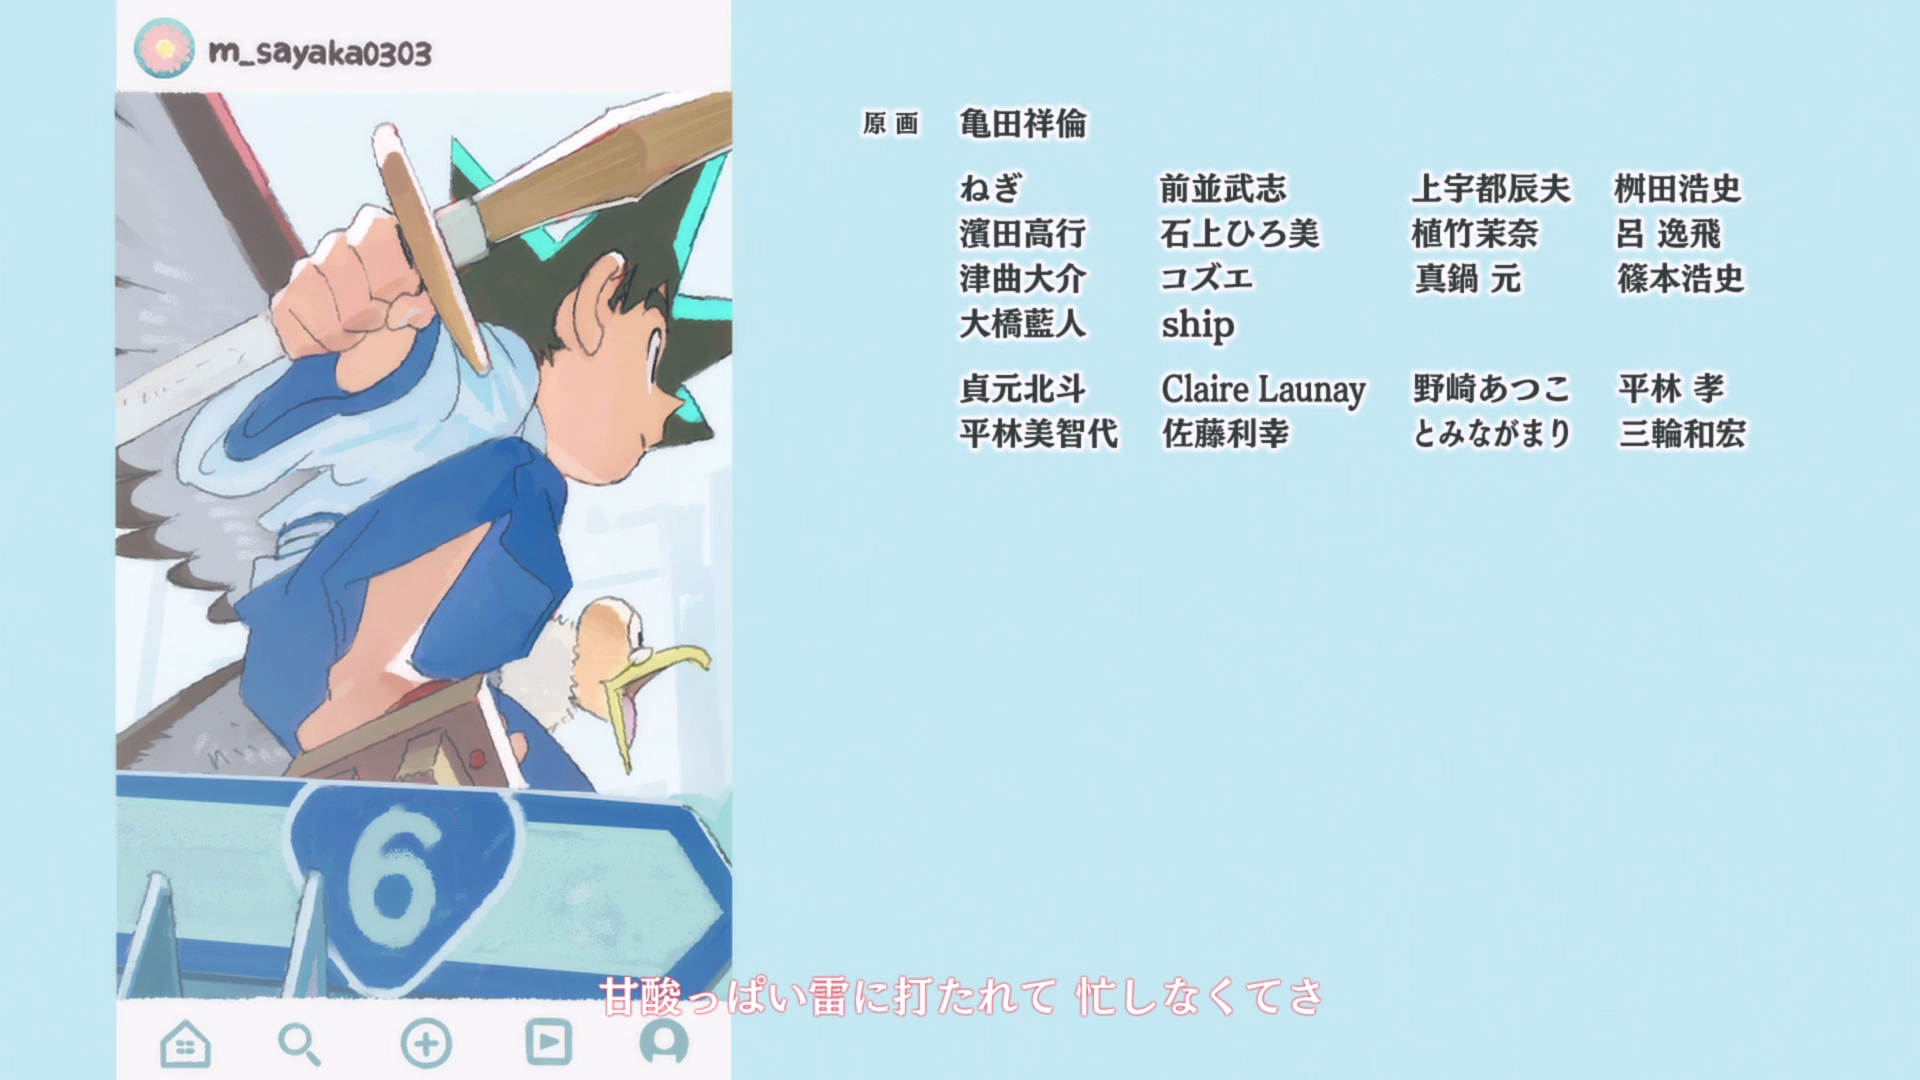 m_sayaka0303
原画 亀田祥倫
ねぎ 前並武志 上宇都辰夫 桝田浩史
濱田高行 石上ひろ美 植竹茉奈 呂 逸飛
津曲大介 コズエ 真鍋 元 篠本浩史
大橋藍人 ship
貞元北斗 Claire Launay 野崎あつこ 平林 孝
平林美智代 佐藤利幸 とみながまり 三輪和宏
6
甘酸っぱい雷に打たれて 忙しなくてさ